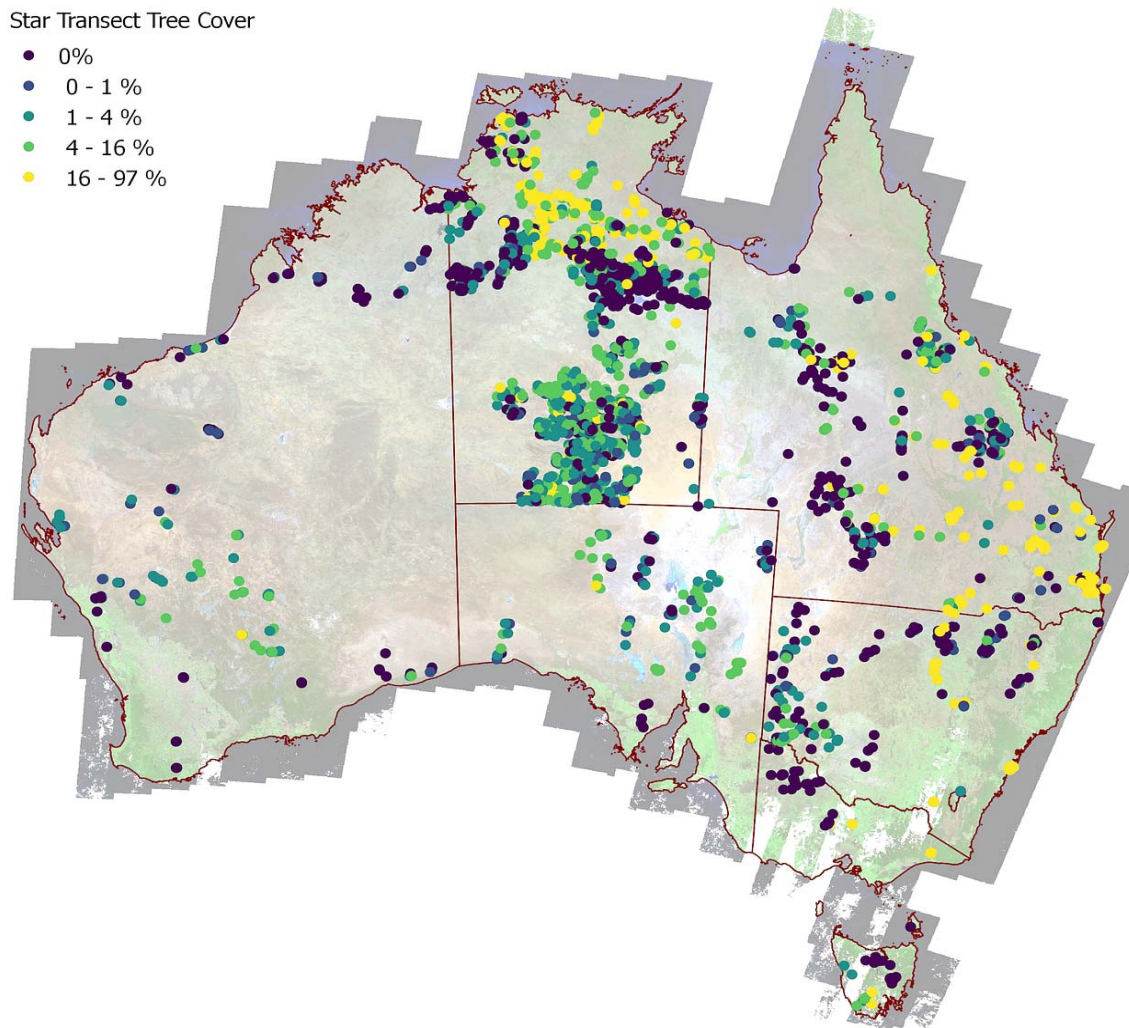 Star Transect Tree Cover
0%
0 - 1 %
1 - 4 %
4 - 16 %
16 - 97 %